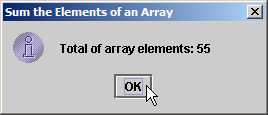 Sum the Elements of an Array
Total of array elements: 55
OK